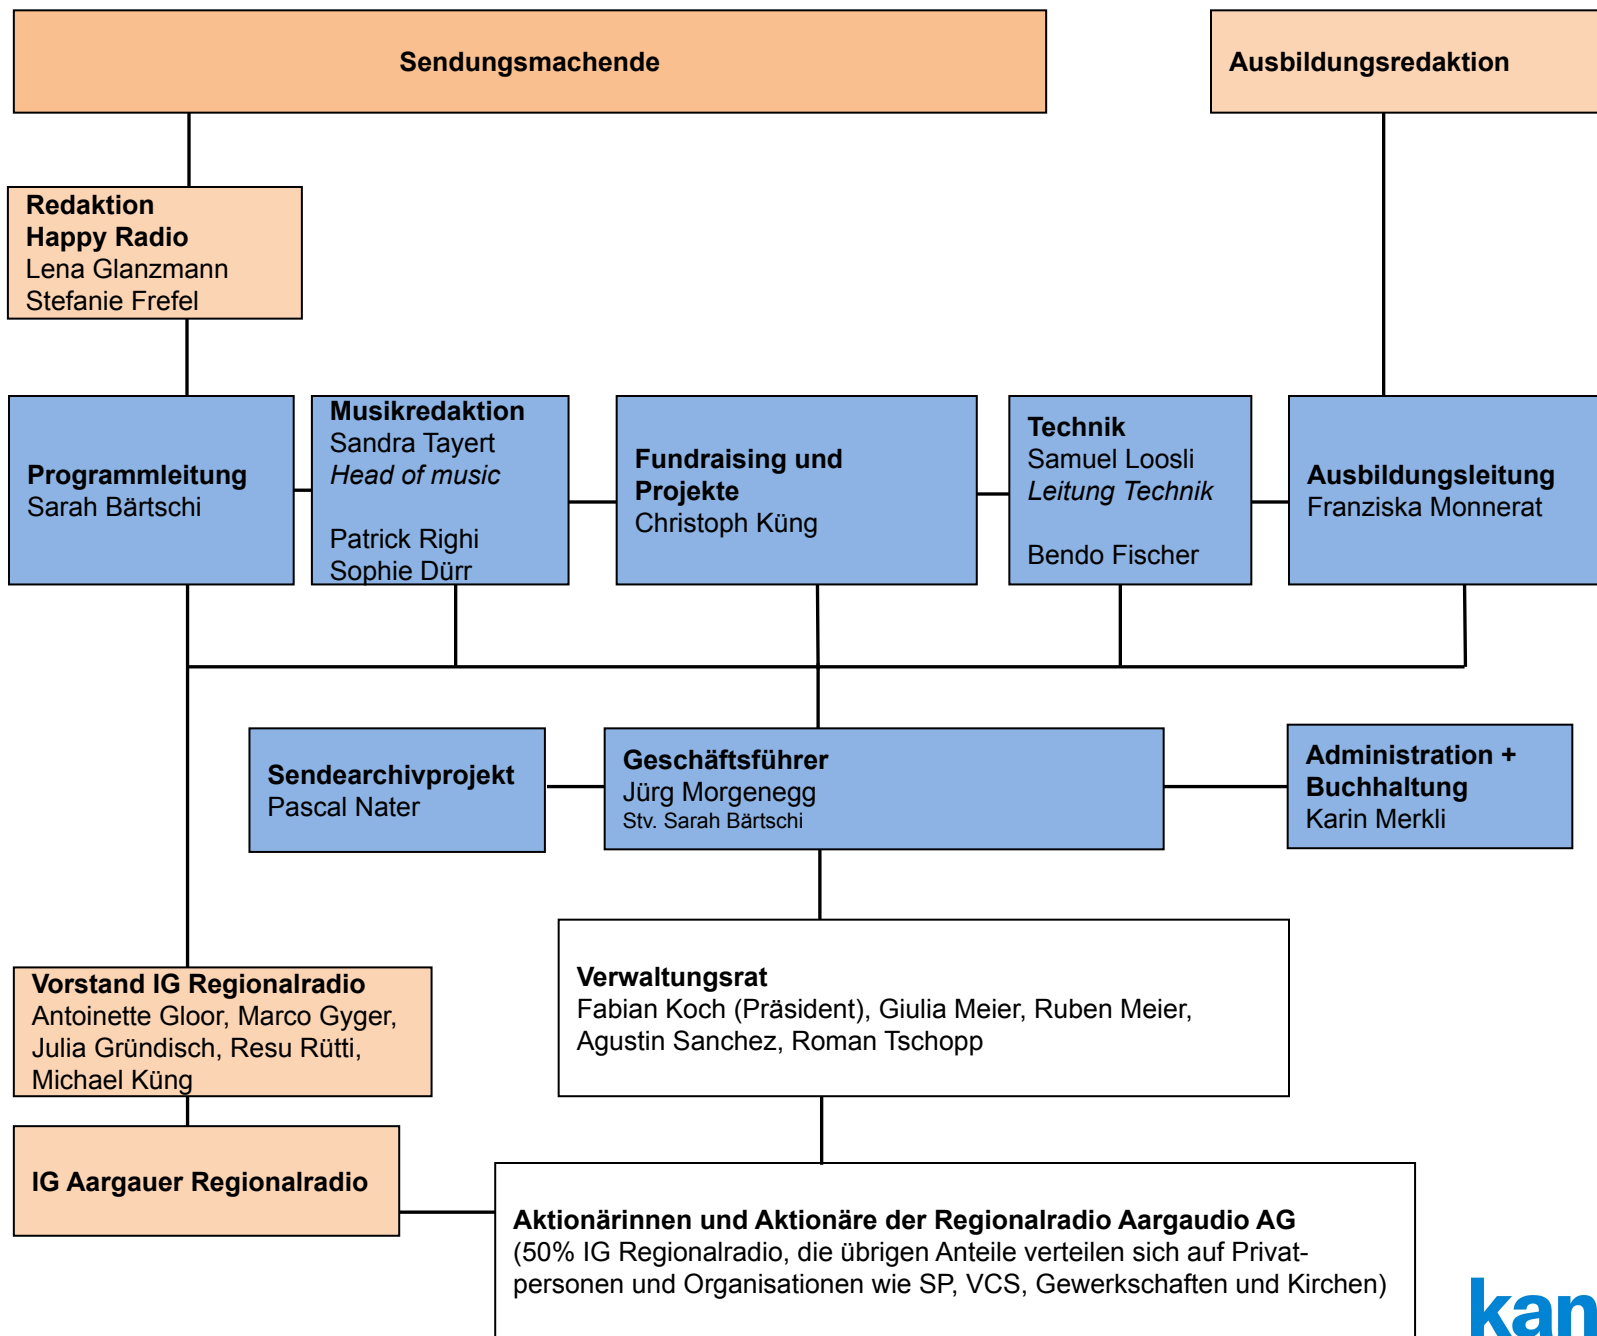 Sendungsmachende
Ausbildungsredaktion
Redaktion
Happy Radio
Lena Glanzmann
Stefanie Frefel
Programmleitung
Sarah Bärtschi
Musikredaktion
Sandra Tayert
Head of music
Patrick Righi
Sophie Dürr
Fundraising und
Projekte
Christoph Küng
Technik
Samuel Loosli
Leitung Technik
Bendo Fischer
Ausbildungsleitung
Franziska Monnerat
Sendearchivprojekt
Pascal Nater
Geschäftsführer
Jürg Morgenegg
Stv. Sarah Bärtschi
Administration +
Buchhaltung
Karin Merkli
Vorstand IG Regionalradio
Antoinette Gloor, Marco Gyger,
Julia Gründisch, Resu Rütti,
Michael Küng
Verwaltungsrat
Fabian Koch (Präsident), Giulia Meier, Ruben Meier,
Agustin Sanchez, Roman Tschopp
IG Aargauer Regionalradio
Aktionärinnen und Aktionäre der Regionalradio Aargaudio AG
(50% IG Regionalradio, die übrigen Anteile verteilen sich auf Privat-
personen und Organisationen wie SP, VCS, Gewerkschaften und Kirchen)
kan